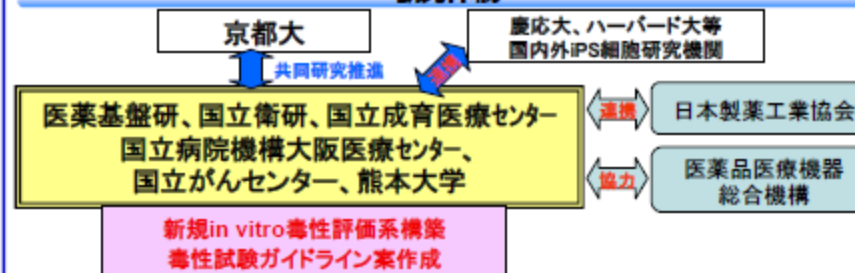 京都大
慶応大、ハーバード大等
国内外iPS細胞研究機関
共同研究推進
連携
医薬基盤研、国立衛研、国立成育医療センター
国立病院機構大阪医療センター、
国立がんセンター、熊本大学
連携
日本製薬工業協会
協力
医薬品医療機器
総合機構
新規in vitro毒性評価系構築
毒性試験ガイドライン案作成